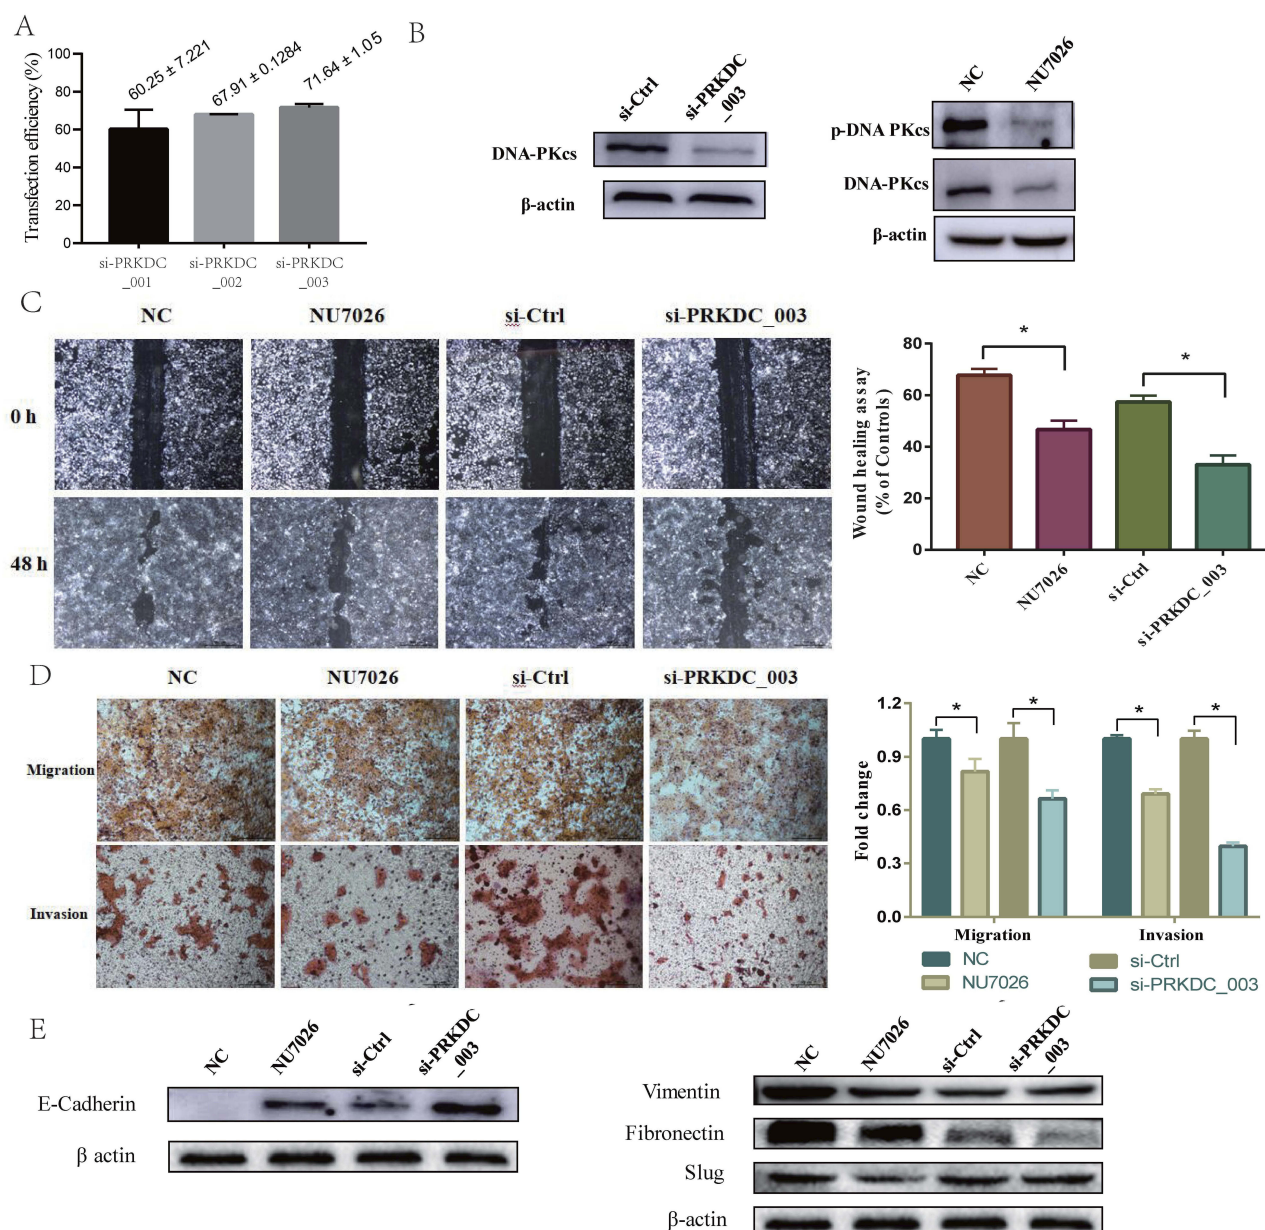 A
Transfection efficiency (%)
100
80
60
40
20
0
60.25 ± 7.221
67.91 ± 0.1284
71.64 ± 1.05
si-PRKDC
_001
si-PRKDC
_002
si-PRKDC
_003
B
si-Ctrl
si-PRKDC
_003
DNA-PKcs
β-actin
NC
NU7026
p-DNA PKcs
DNA-PKcs
β-actin
C
NC
NU7026
si-Ctrl
si-PRKDC_003
0 h
48 h
Wound healing assay
(% of Controls)
80
60
40
20
0
*
*
NC
NU7026
si-Ctrl
si-PRKDC_003
D
NC
NU7026
si-Ctrl
si-PRKDC_003
Migration
Invasion
Fold change
1.2
0.9
0.6
0.3
0.0
*
*
*
*
Migration
Invasion
NC
si-Ctrl
NU7026
si-PRKDC_003
E
NC
NU7026
si-Ctrl
si-PRKDC
_003
E-Cadherin
β actin
NC
NU7026
si-Ctrl
si-PRKDC
_003
Vimentin
Fibronectin
Slug
β-actin